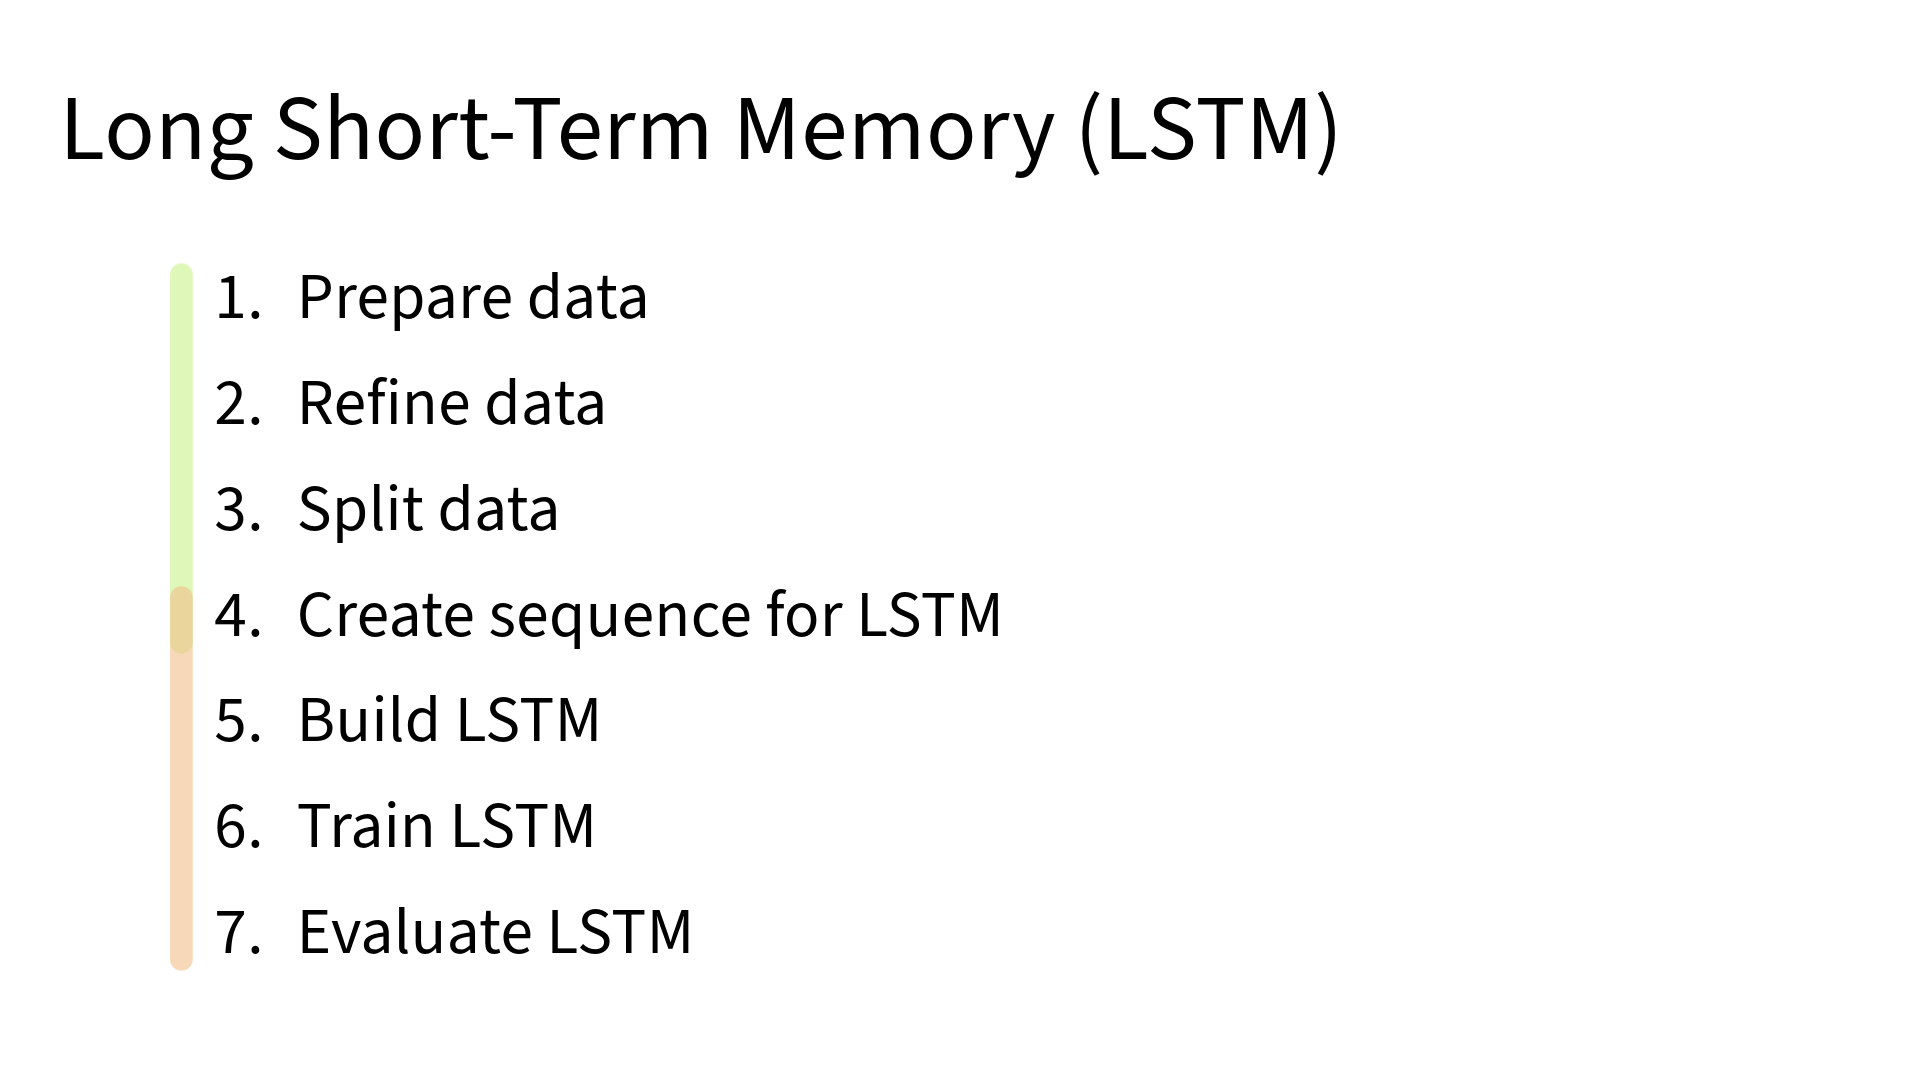 Long Short-Term Memory (LSTM)
1. Prepare data
2. Refine data
3. Split data
4. Create sequence for LSTM
5. Build LSTM
6. Train LSTM
7. Evaluate LSTM